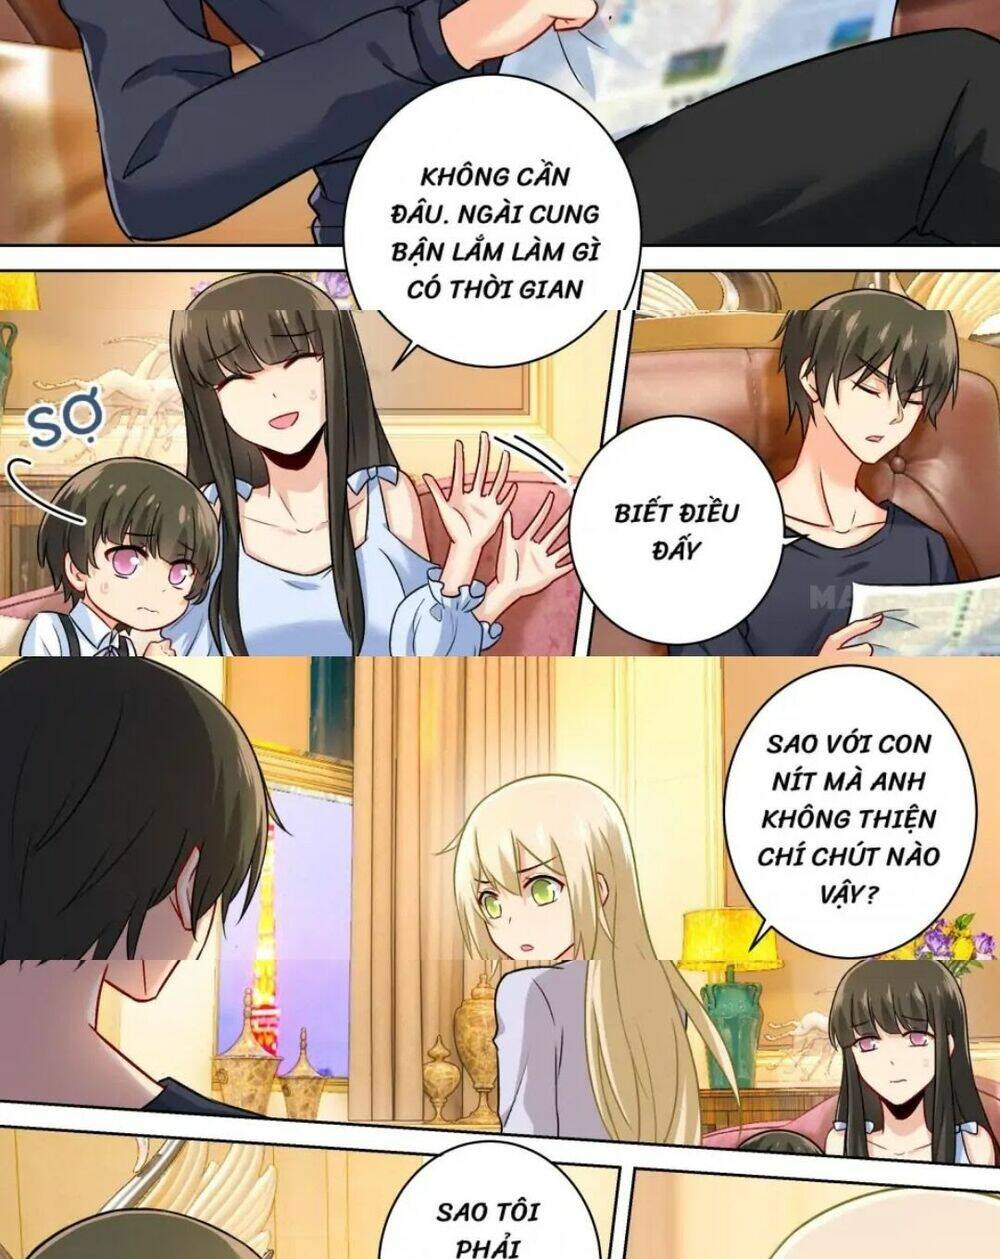 KHÔNG CẦN
ĐÂU. NGÀI CUNG
BẬN LẮM LÀM GÌ
CÓ THỜI GIAN
SỢ
BIẾT ĐIỀU
ĐẤY
SAO VỚI CON
NÍT MÀ ANH
KHÔNG THIỆN
CHÍ CHÚT NÀO
VẬY?
SAO TÔI
PHẢI